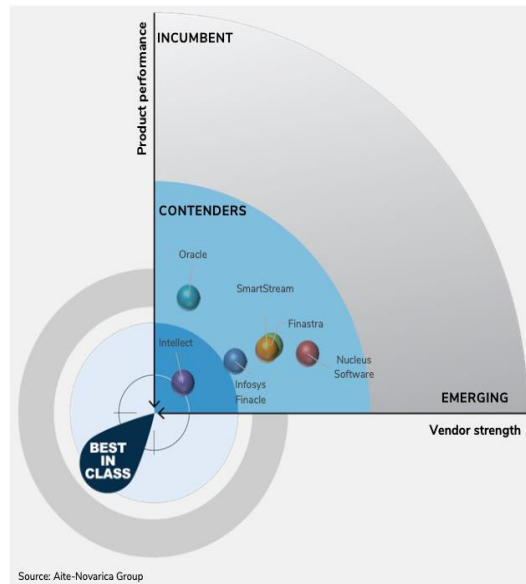 Product performance
INCUMBENT
CONTENDERS
Oracle
SmartStream
Finastra
Intellect
Nucleus
Software
Infosys
Finacle
EMERGING
Vendor strength
BEST
IN
CLASS
Source: Aite-Novarica Group